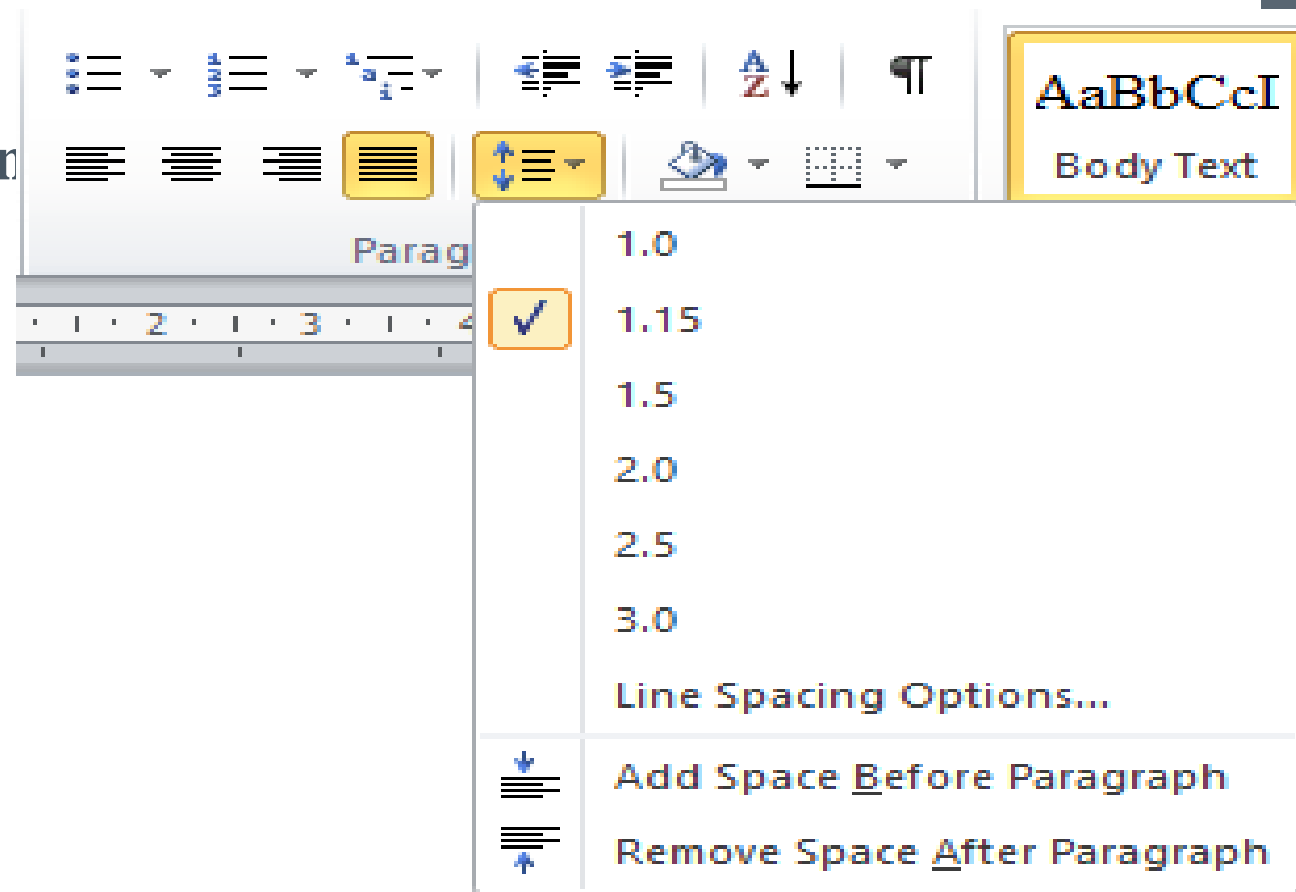 AaBbCcI
Body Text
Parag
2 3 4
1.0
1.15
1.5
2.0
2.5
3.0
Line Spacing Options...
Add Space Before Paragraph
Remove Space After Paragraph